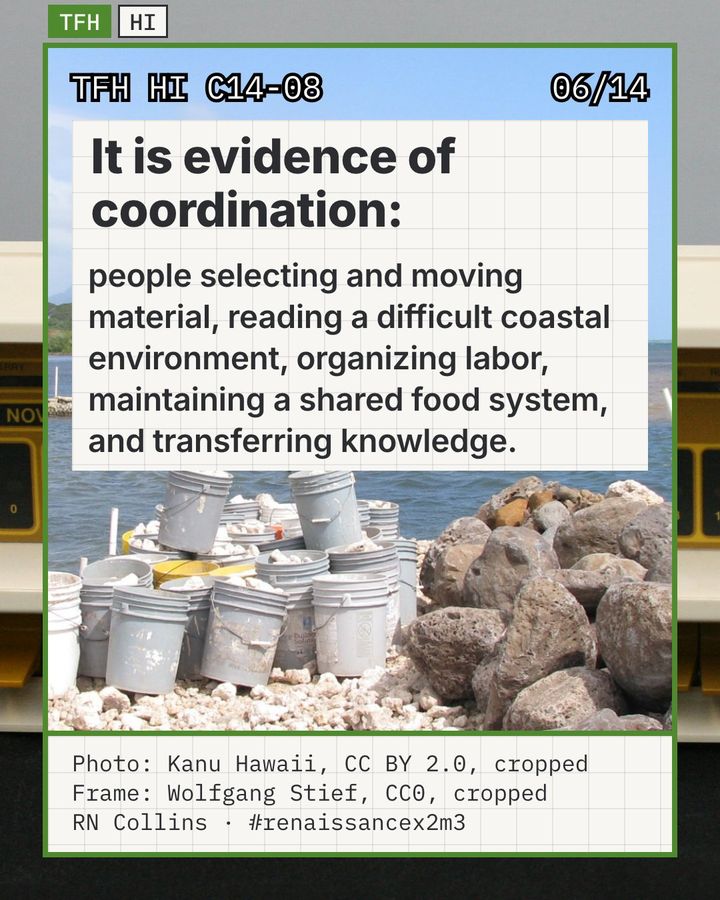 TFH HI
TFH HI C14-08 06/14
It is evidence of
coordination:
people selecting and moving
material, reading a difficult coastal
environment, organizing labor,
maintaining a shared food system,
and transferring knowledge.
NOV
0
Photo: Kanu Hawaii, CC BY 2.0, cropped
Frame: Wolfgang Stief, CC0, cropped
RN Collins · #renaissancex2m3